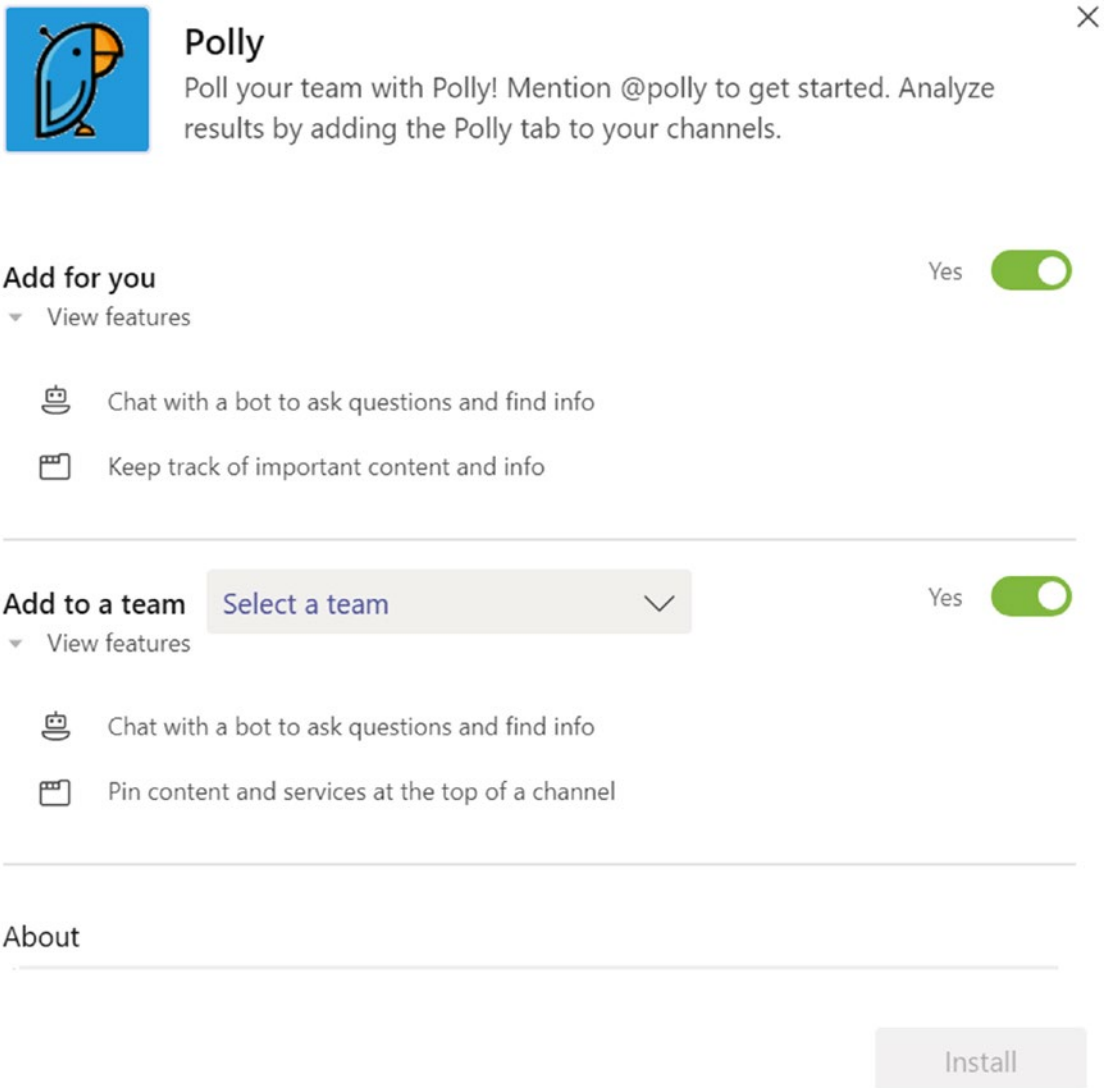 Polly
Poll your team with Polly! Mention @polly to get started. Analyze
results by adding the Polly tab to your channels.
Add for you
Yes
View features
Chat with a bot to ask questions and find info
Keep track of important content and info
Add to a team
Select a team
Yes
View features
Chat with a bot to ask questions and find info
Pin content and services at the top of a channel
About
Install